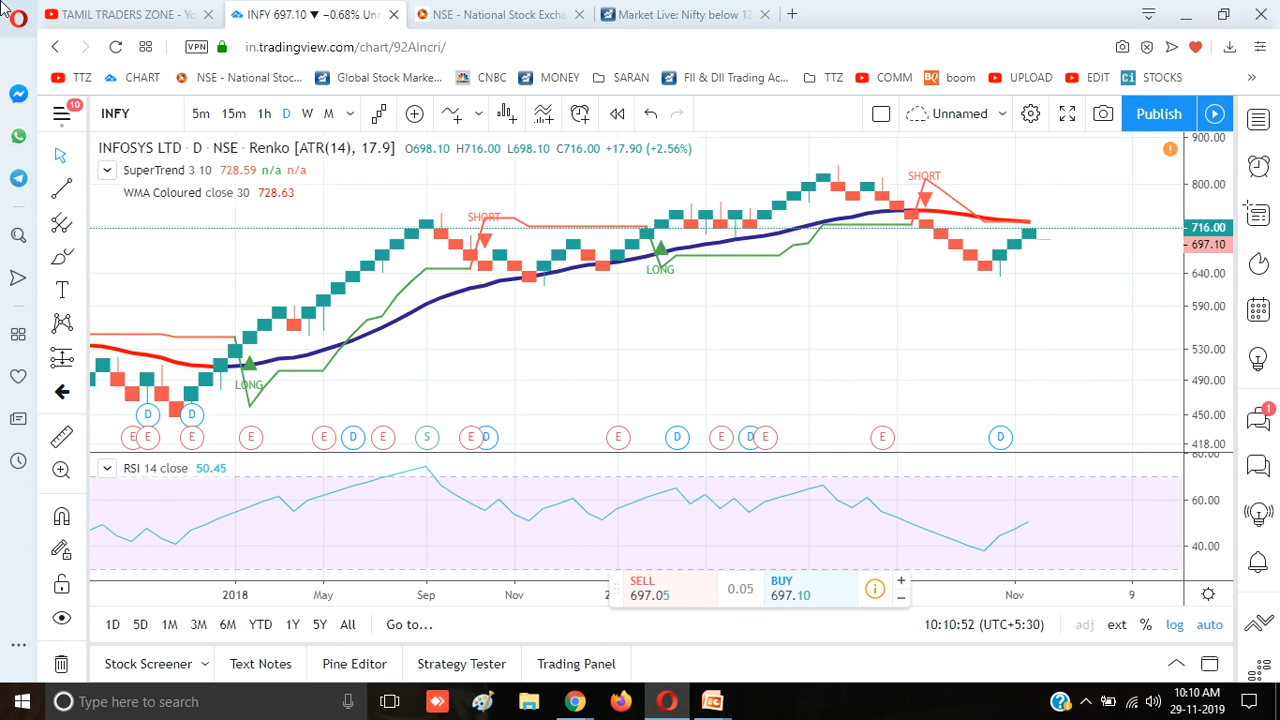 TAMIL TRADERS ZONE - Yo
INFY 697.10 ▼ −0.68% Unn
NSE - National Stock Excha
Market Live: Nifty below 12
VPN
in.tradingview.com/chart/92AIncri/
TTZ
CHART
NSE - National Stoc...
Global Stock Marke...
CNBC
MONEY
SARAN
FII & DII Trading Ac...
TTZ
COMM
BQ boom
UPLOAD
EDIT
Ci STOCKS
10
INFY
5m 15m 1h D W M
Unnamed
Publish
INFOSYS LTD · D · NSE · Renko [ATR(14), 17.9] O698.10 H716.00 L698.10 C716.00 +17.90 (+2.56%)
SuperTrend 3 10 728.59 n/a n/a
WMA Coloured close 30 728.63
900.00
800.00
716.00
697.10
640.00
590.00
530.00
490.00
450.00
418.00
SHORT
SHORT
LONG
LONG
D D D D D D D
E E E E E E E E E E E
S
1
RSI 14 close 50.45
80.00
60.00
40.00
2018 May Sep Nov 2 Nov 9
SELL
697.05
0.05
BUY
697.10
1D 5D 1M 3M 6M YTD 1Y 5Y All Go to...
10:10:52 (UTC+5:30) adj ext % log auto
Stock Screener Text Notes Pine Editor Strategy Tester Trading Panel
Type here to search
10:10 AM
29-11-2019